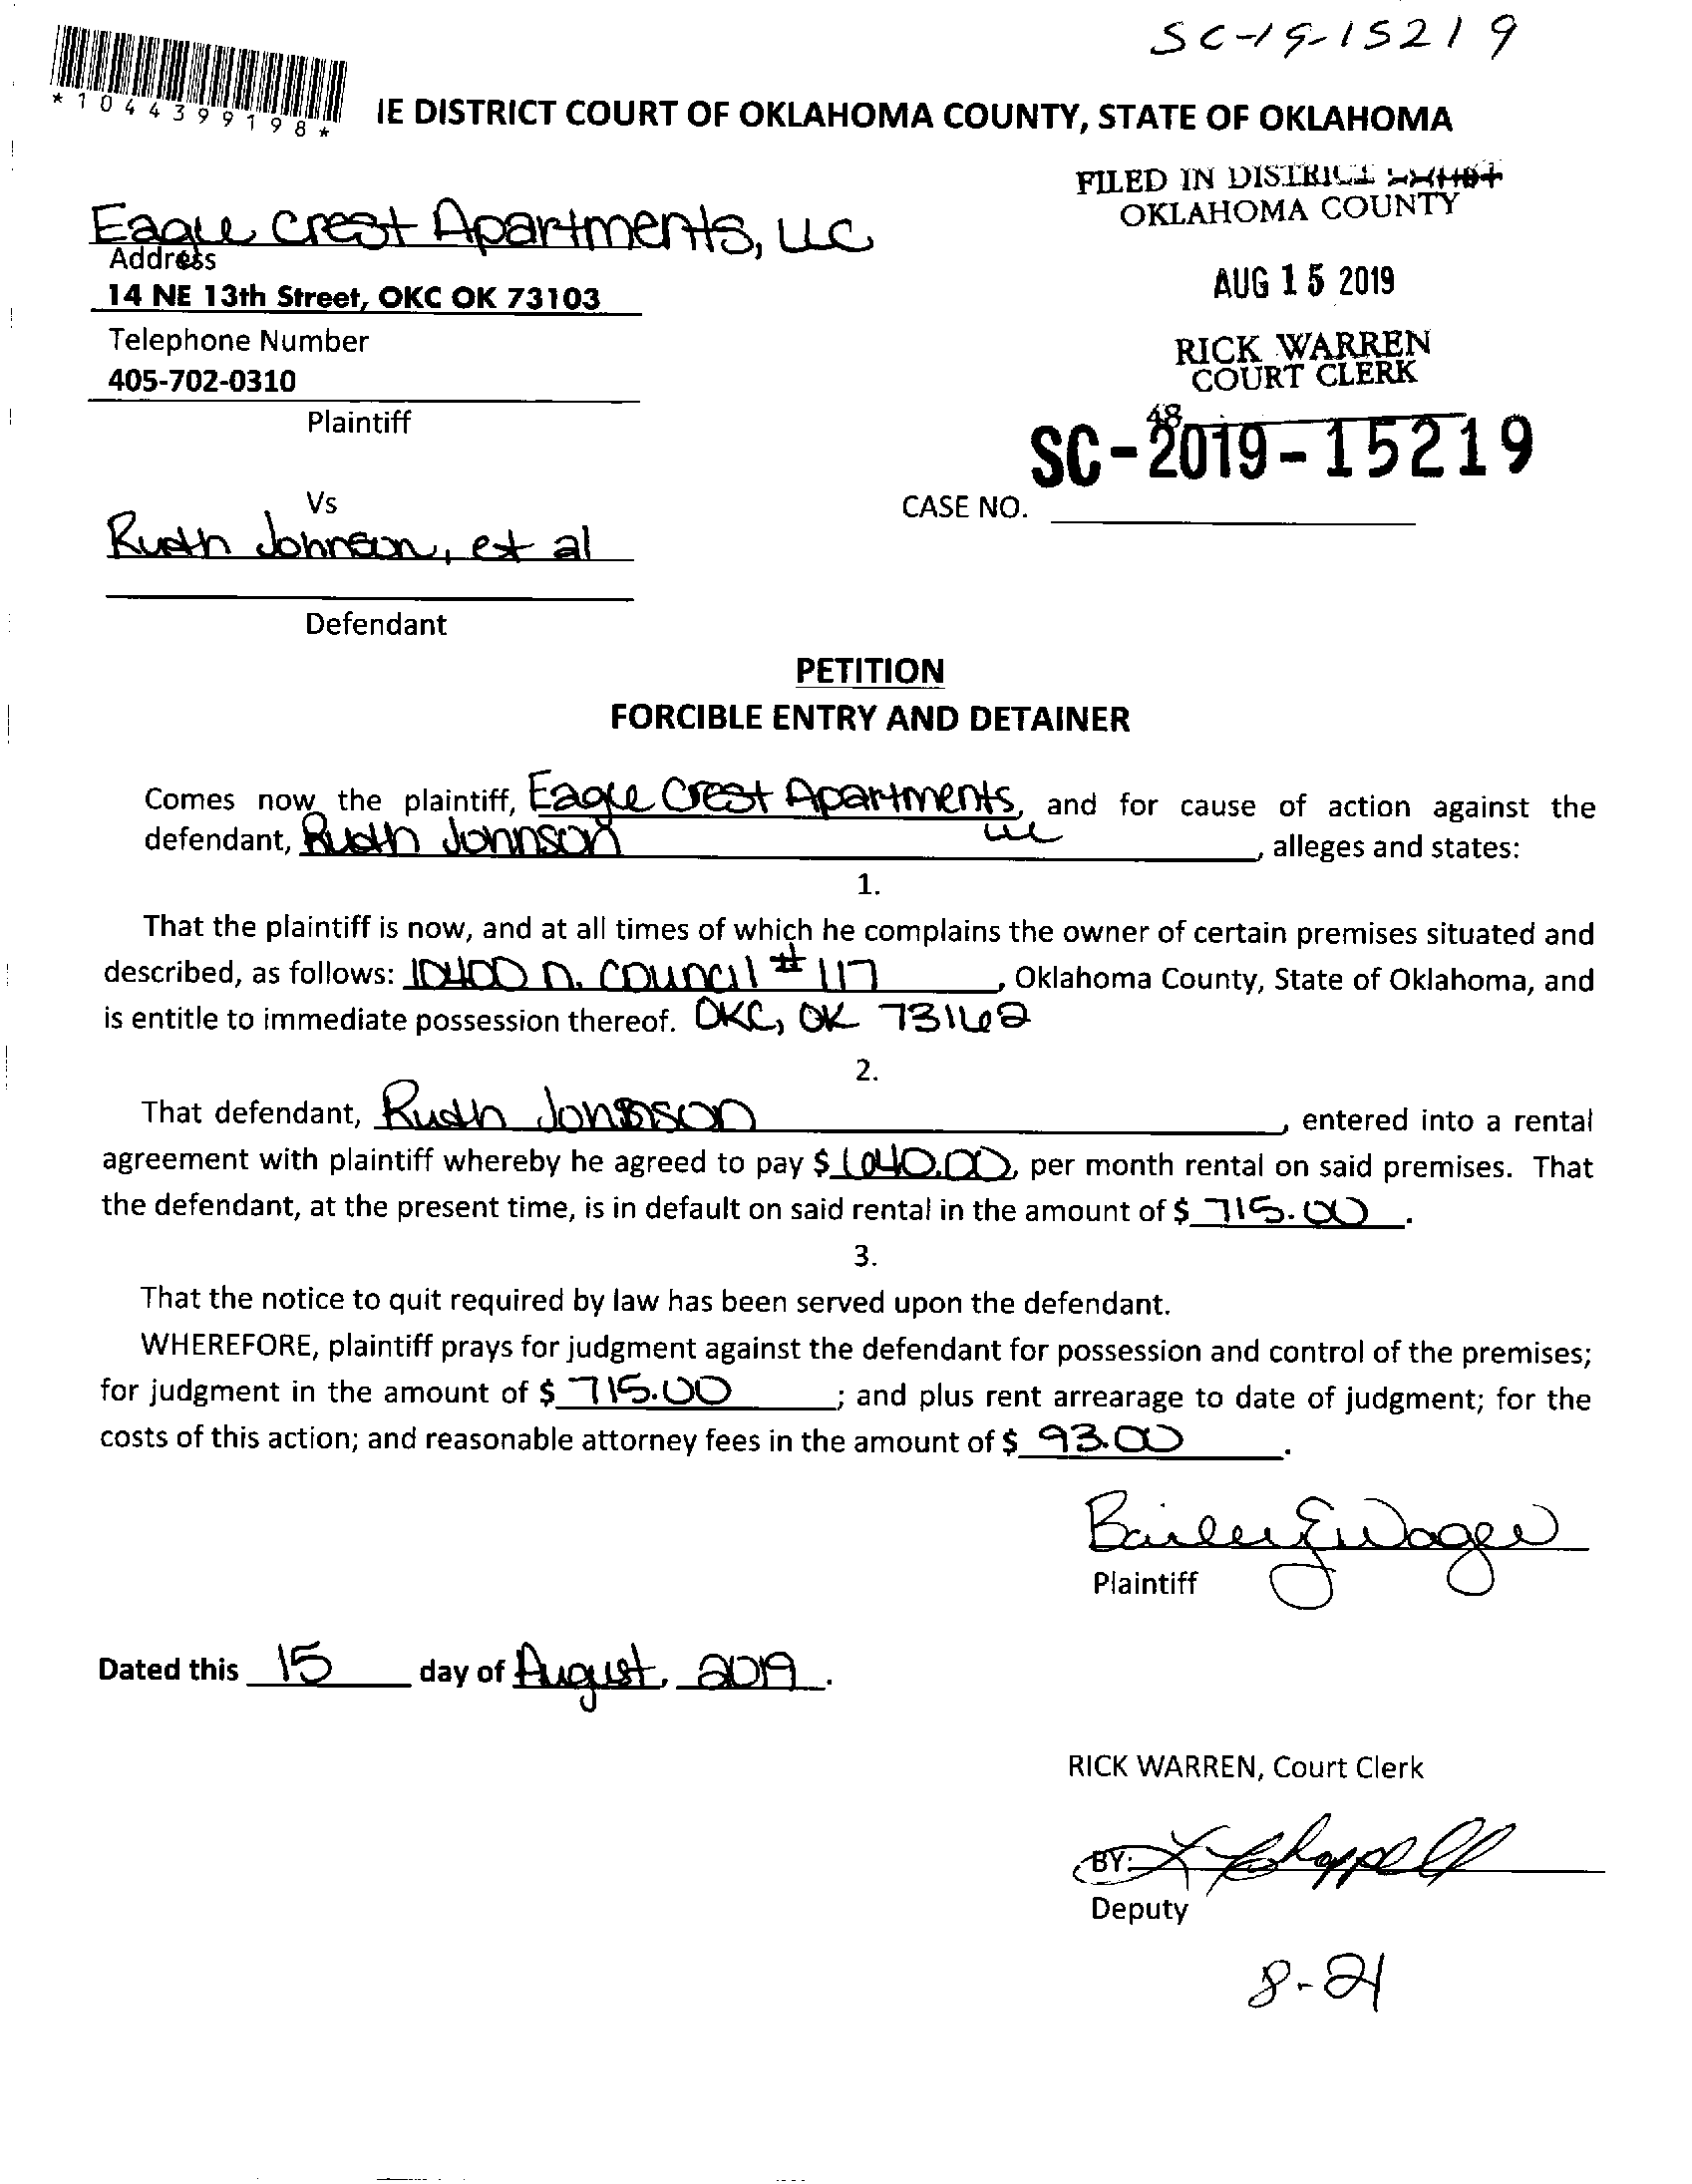 SC-19-15219
*1044399198*
IE DISTRICT COURT OF OKLAHOMA COUNTY, STATE OF OKLAHOMA
FILED IN DISTRICT
OKLAHOMA COUNTY
Eagle Crest Apartments, LLC
Address
14 NE 13th Street, OKC OK 73103
AUG 15 2019
Telephone Number
405-702-0310
RICK WARREN
COURT CLERK
Plaintiff
48
SC-2019-15219
Vs
CASE NO.
Ruth Johnson, et al
Defendant
PETITION
FORCIBLE ENTRY AND DETAINER
Comes now the plaintiff, Eagle Crest Apartments, and for cause of action against the
LLC
defendant, Ruth Johnson, alleges and states:
1.
That the plaintiff is now, and at all times of which he complains the owner of certain premises situated and
described, as follows: 10400 N. Council #117, Oklahoma County, State of Oklahoma, and
is entitle to immediate possession thereof. OKC, OK 73162
2.
That defendant, Ruth Johnson, entered into a rental
agreement with plaintiff whereby he agreed to pay $ , per month rental on said premises. That
the defendant, at the present time, is in default on said rental in the amount of $ 715.00.
3.
That the notice to quit required by law has been served upon the defendant.
WHEREFORE, plaintiff prays for judgment against the defendant for possession and control of the premises;
for judgment in the amount of $ 715.00; and plus rent arrearage to date of judgment; for the
costs of this action; and reasonable attorney fees in the amount of $ 93.00.
Plaintiff
Dated this 15 day of August, 2019.
RICK WARREN, Court Clerk
BY:
Deputy
8-21